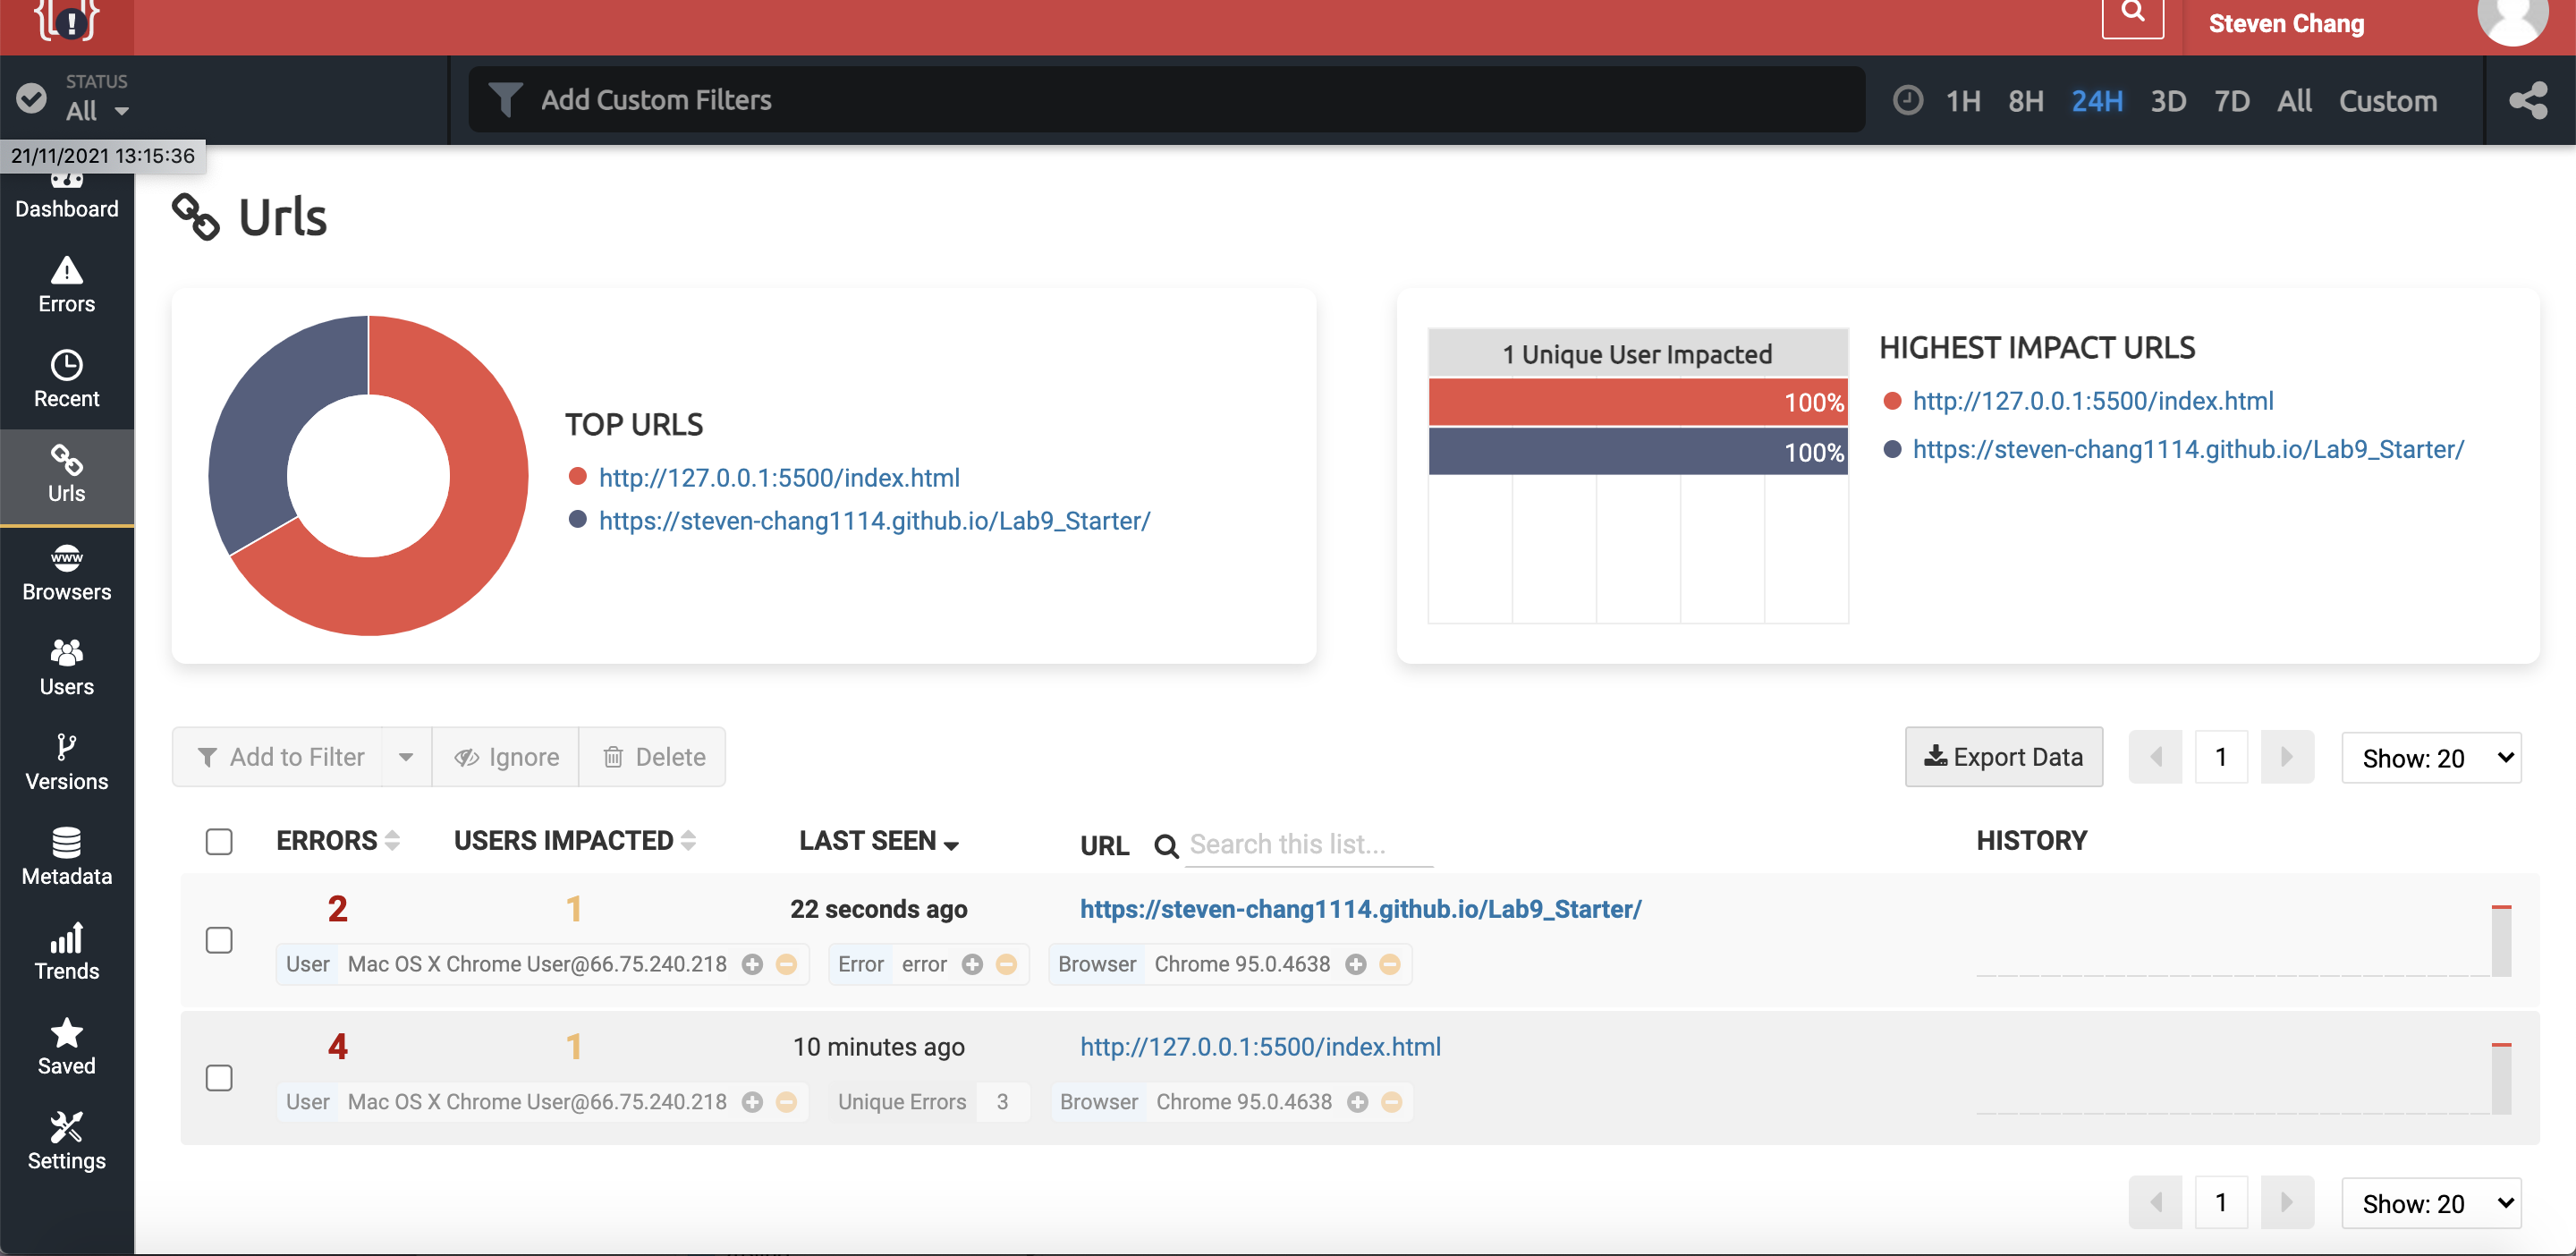 {[!]}
Steven Chang
STATUS
All
Add Custom Filters
1H 8H 24H 3D 7D All Custom
21/11/2021 13:15:36
Dashboard
Errors
Recent
Urls
www
Browsers
Users
Versions
Metadata
Trends
Saved
Settings
Urls
TOP URLS
http://127.0.0.1:5500/index.html
https://steven-chang1114.github.io/Lab9_Starter/
1 Unique User Impacted
100%
100%
HIGHEST IMPACT URLS
http://127.0.0.1:5500/index.html
https://steven-chang1114.github.io/Lab9_Starter/
Add to Filter Ignore Delete
Export Data 1 Show: 20
ERRORS USERS IMPACTED LAST SEEN URL Search this list... HISTORY
2 1 22 seconds ago https://steven-chang1114.github.io/Lab9_Starter/
User Mac OS X Chrome User@66.75.240.218 Error error Browser Chrome 95.0.4638
4 1 10 minutes ago http://127.0.0.1:5500/index.html
User Mac OS X Chrome User@66.75.240.218 Unique Errors 3 Browser Chrome 95.0.4638
1 Show: 20